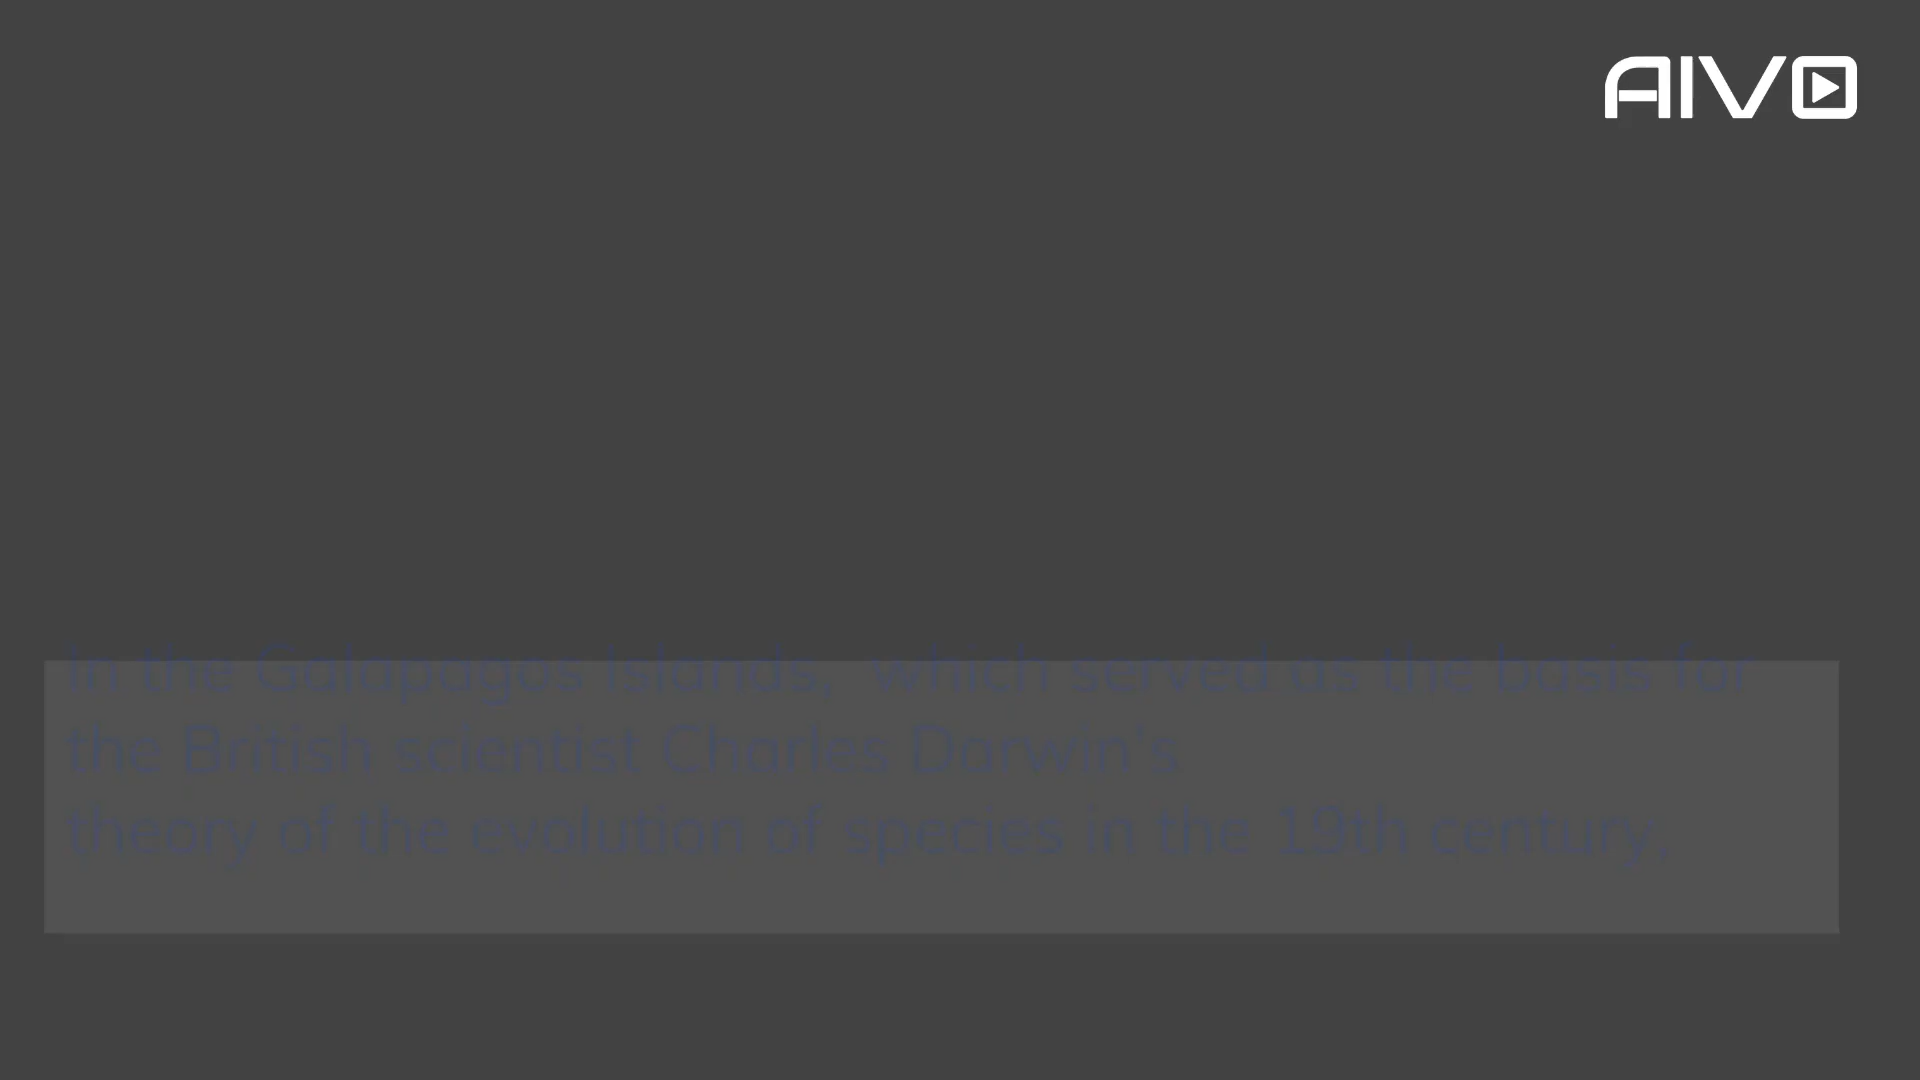 AIVO
in the Galapagos islands, which served as the basis for
the British scientist Charles Darwin's
theory of the evolution of species in the 19th century,